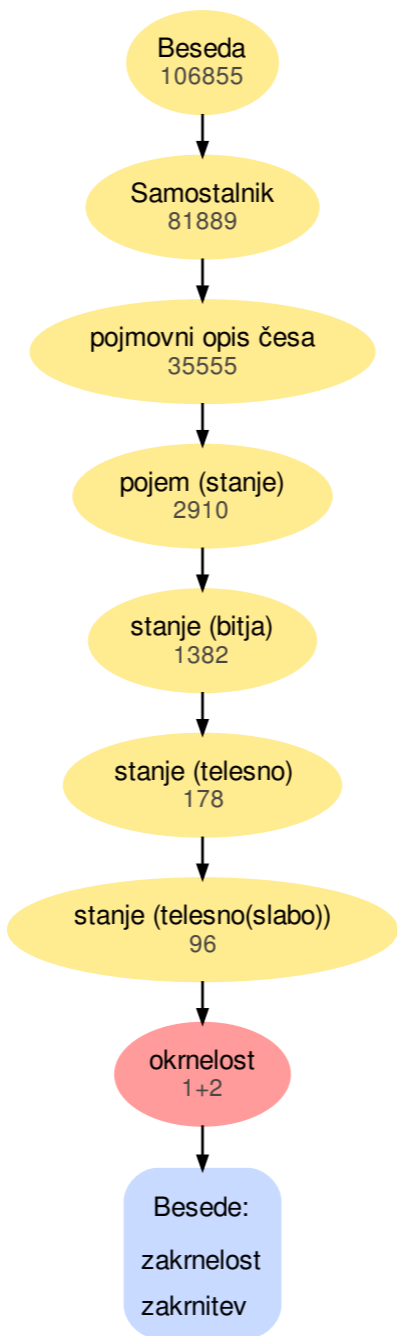 Beseda
106855
Samostalnik
81889
pojmovni opis česa
35555
pojem (stanje)
2910
stanje (bitja)
1382
stanje (telesno)
178
stanje (telesno(slabo))
96
okrnelost
1+2
Besede:
zakrnelost
zakrnitev